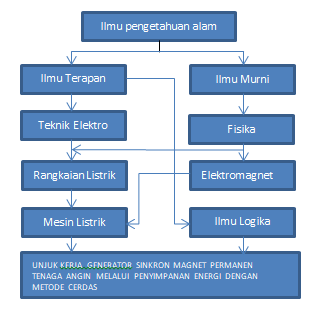 Ilmu pengetahuan alam
Ilmu Terapan
Ilmu Murni
Teknik Elektro
Fisika
Rangkaian Listrik
Elektromagnet
Mesin Listrik
Ilmu Logika
UNJUK KERJA GENERATOR SINKRON MAGNET PERMANEN
TENAGA ANGIN MELALUI PENYIMPANAN ENERGI DENGAN
METODE CERDAS